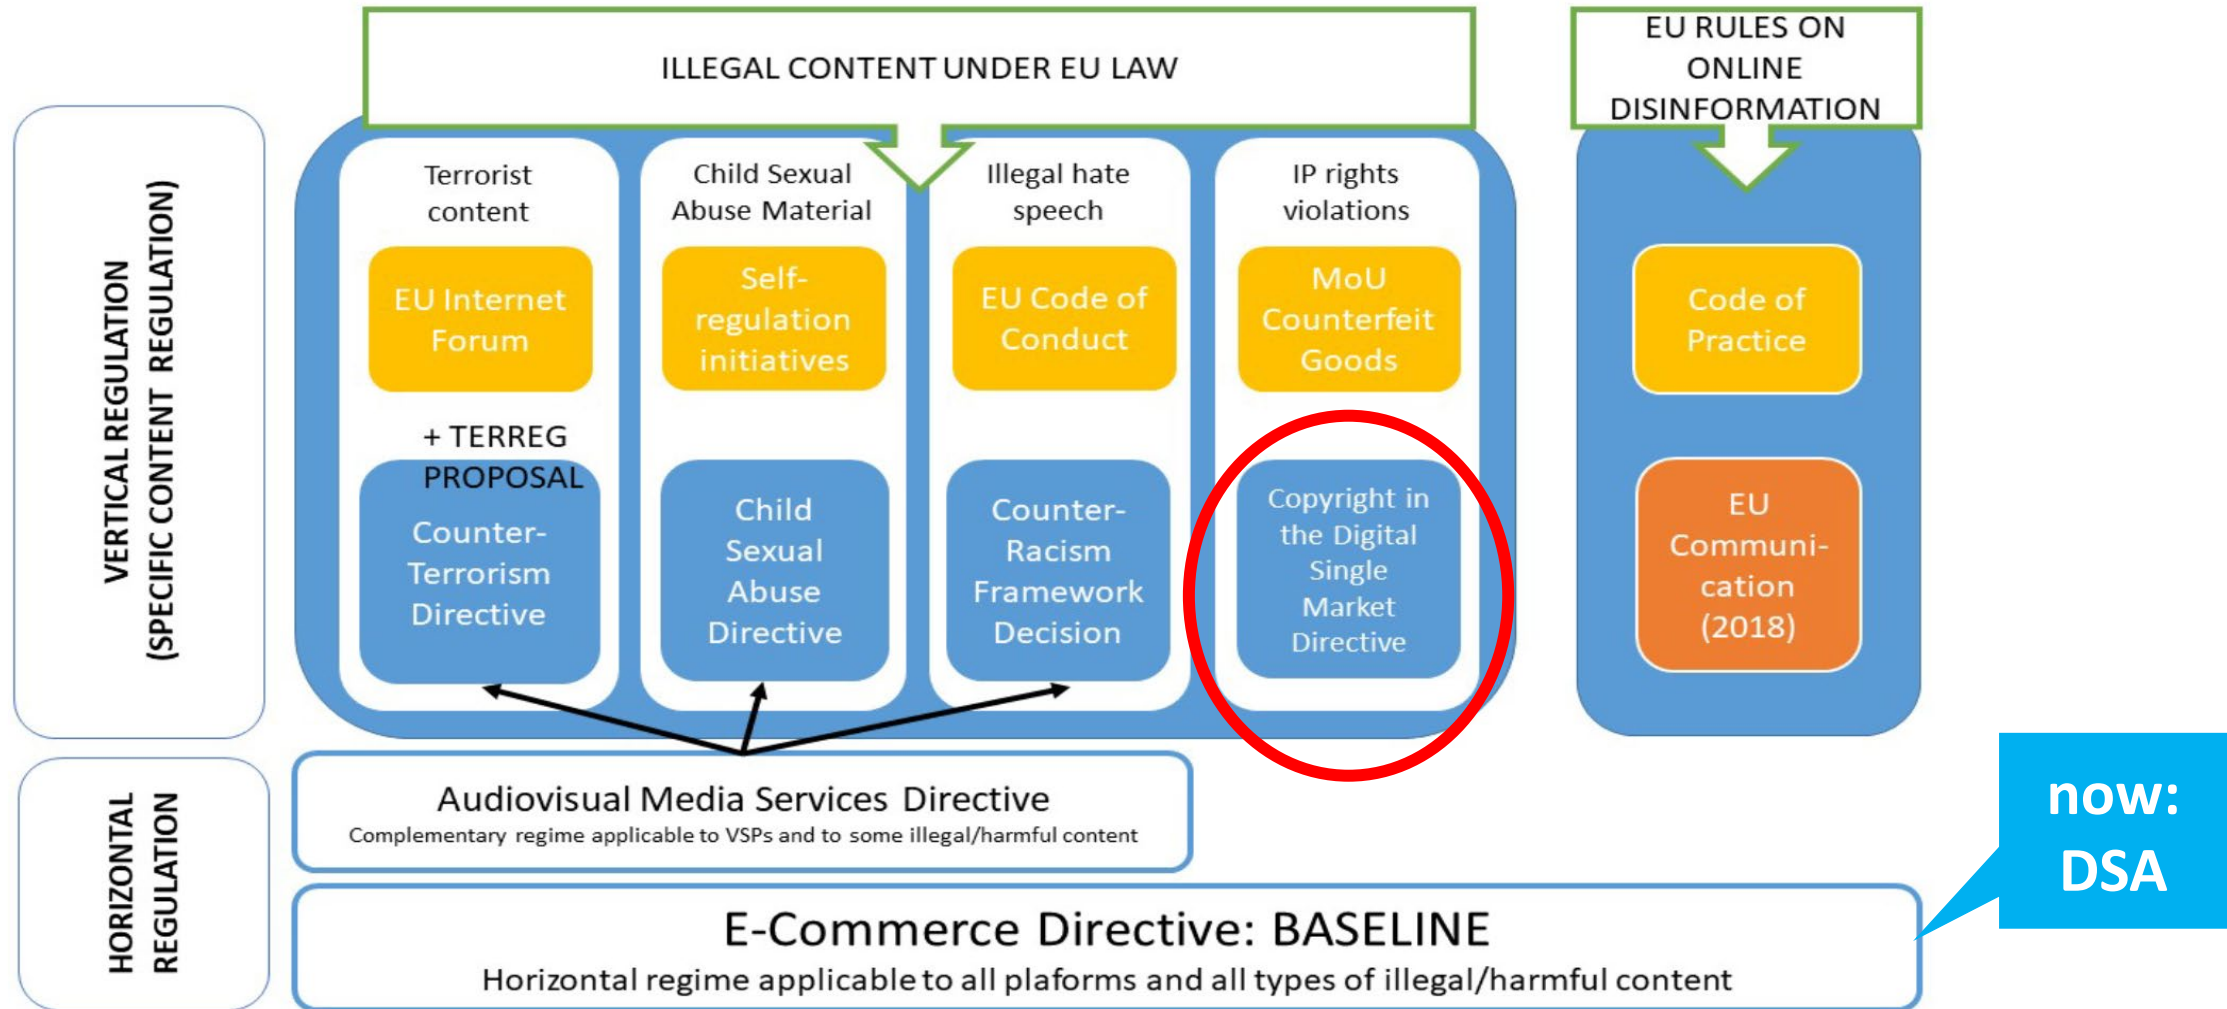 ILLEGAL CONTENT UNDER EU LAW
EU RULES ON
ONLINE
DISINFORMATION
VERTICAL REGULATION
(SPECIFIC CONTENT REGULATION)
Terrorist
content
EU Internet
Forum
+ TERREG
PROPOSAL
Counter-
Terrorism
Directive
Child Sexual
Abuse Material
Self-
regulation
initiatives
Child
Sexual
Abuse
Directive
Illegal hate
speech
EU Code of
Conduct
Counter-
Racism
Framework
Decision
IP rights
violations
MoU
Counterfeit
Goods
Copyright in
the Digital
Single
Market
Directive
Code of
Practice
EU
Communi-
cation
(2018)
HORIZONTAL
REGULATION
Audiovisual Media Services Directive
Complementary regime applicable to VSPs and to some illegal/harmful content
E-Commerce Directive: BASELINE
Horizontal regime applicable to all plaforms and all types of illegal/harmful content
now:
DSA